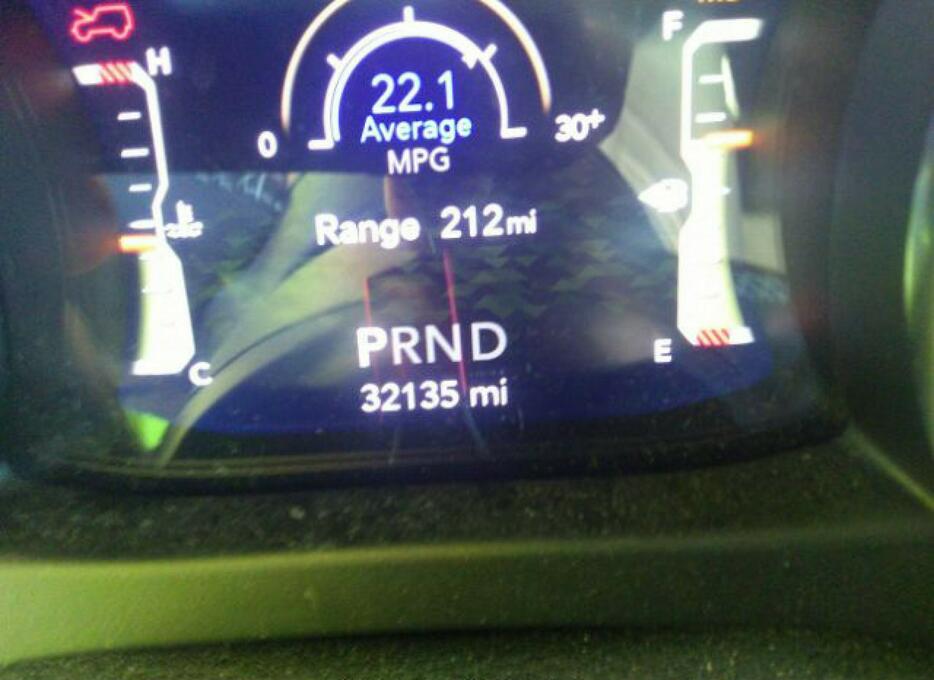 H
F
22.1
Average
MPG
0
30+
Range 212mi
PRND
E
C
32135 mi